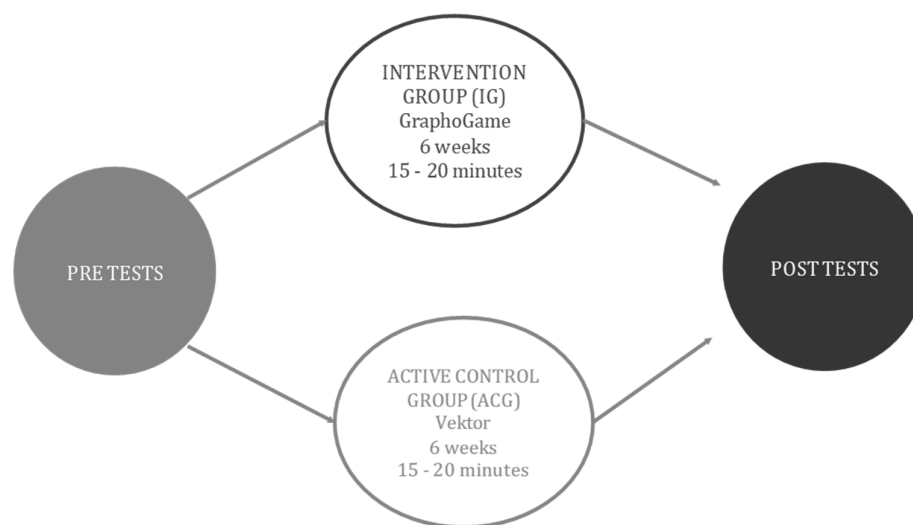 PRE TESTS
INTERVENTION
GROUP (IG)
GraphoGame
6 weeks
15 - 20 minutes
ACTIVE CONTROL
GROUP (ACG)
Vektor
6 weeks
15 - 20 minutes
POST TESTS